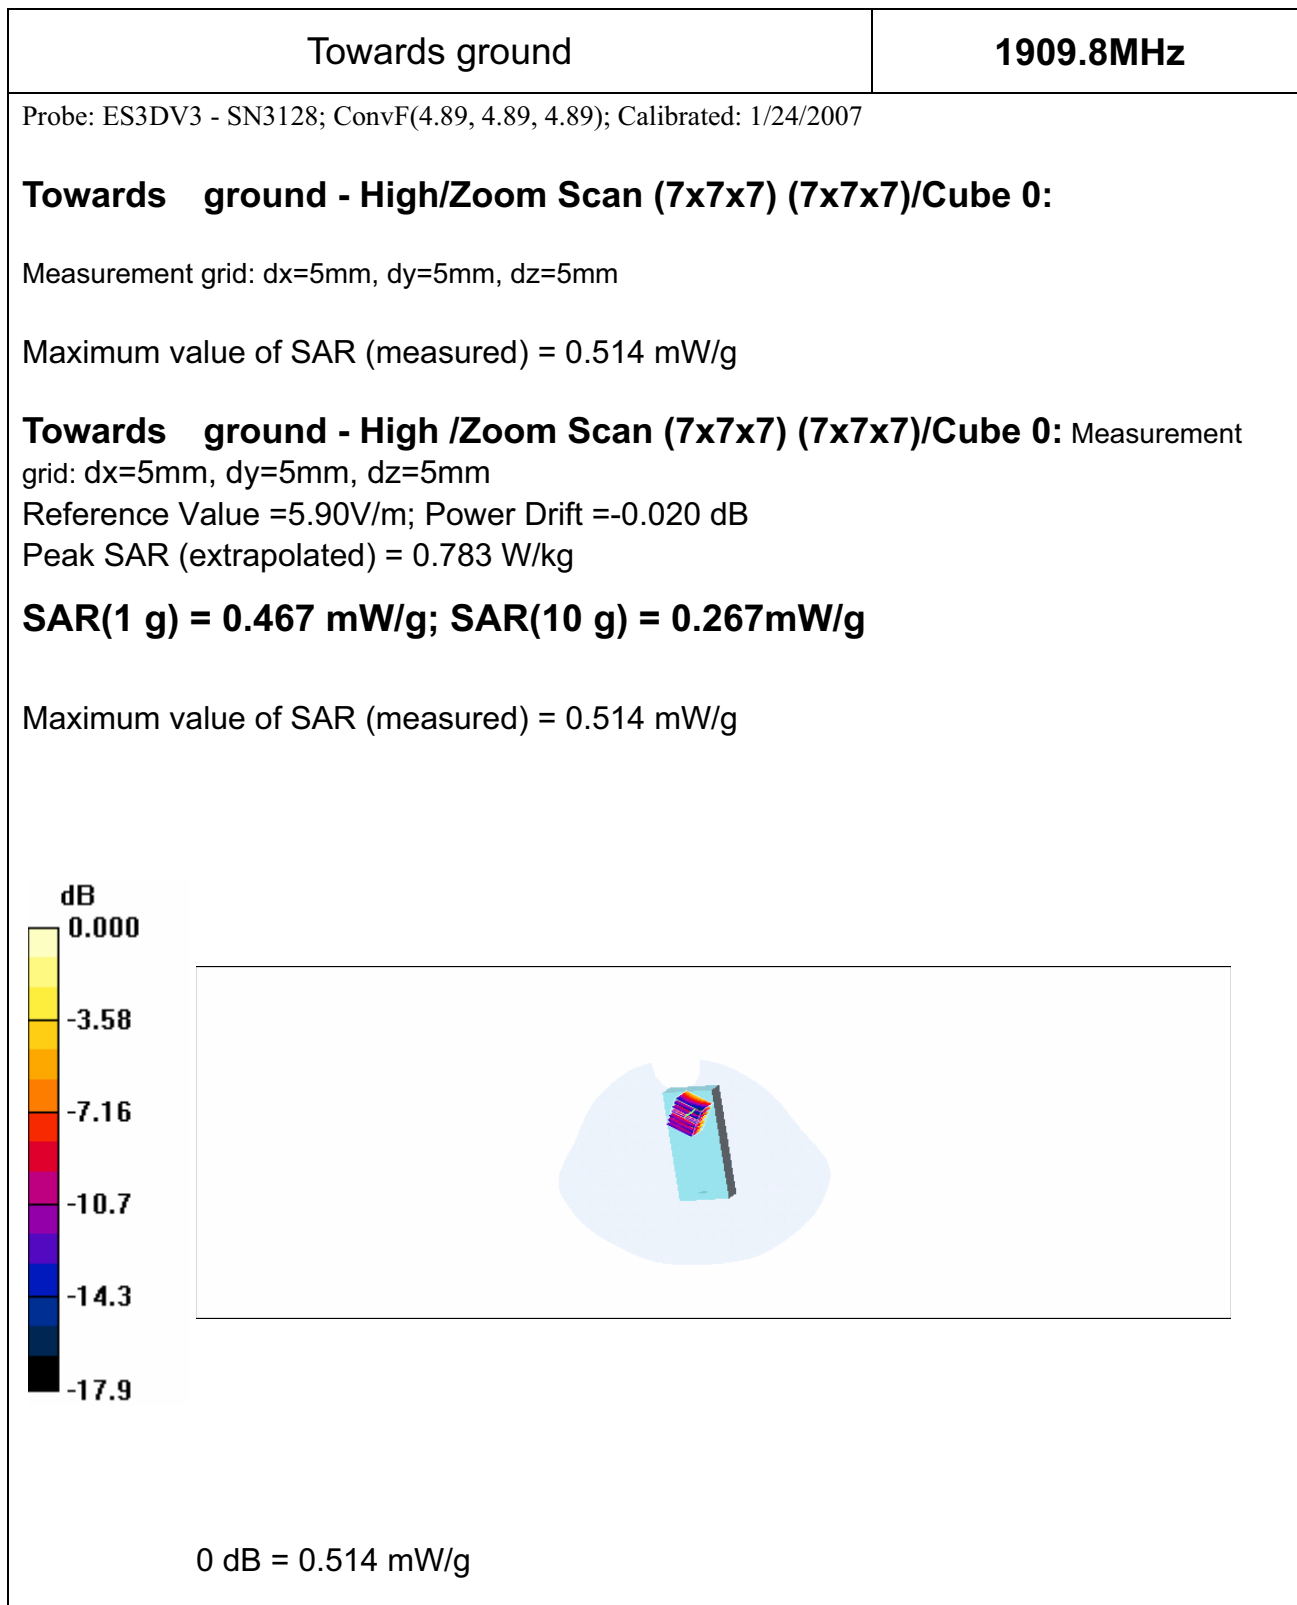 Towards ground
1909.8MHz
Probe: ES3DV3 - SN3128; ConvF(4.89, 4.89, 4.89); Calibrated: 1/24/2007
Towards ground - High/Zoom Scan (7x7x7) (7x7x7)/Cube 0:
Measurement grid: dx=5mm, dy=5mm, dz=5mm
Maximum value of SAR (measured) = 0.514 mW/g
Towards ground - High /Zoom Scan (7x7x7) (7x7x7)/Cube 0: Measurement
grid: dx=5mm, dy=5mm, dz=5mm
Reference Value =5.90V/m; Power Drift =-0.020 dB
Peak SAR (extrapolated) = 0.783 W/kg
SAR(1 g) = 0.467 mW/g; SAR(10 g) = 0.267mW/g
Maximum value of SAR (measured) = 0.514 mW/g
dB
0.000
-3.58
-7.16
-10.7
-14.3
-17.9
0 dB = 0.514 mW/g